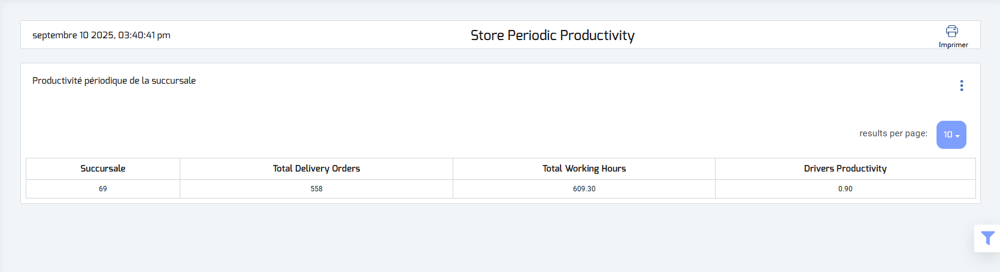 septembre 10 2025, 03:40:41 pm
Store Periodic Productivity
Imprimer
Productivité périodique de la succursale
results per page: 10
Succursale Total Delivery Orders Total Working Hours Drivers Productivity
69 558 609.30 0.90